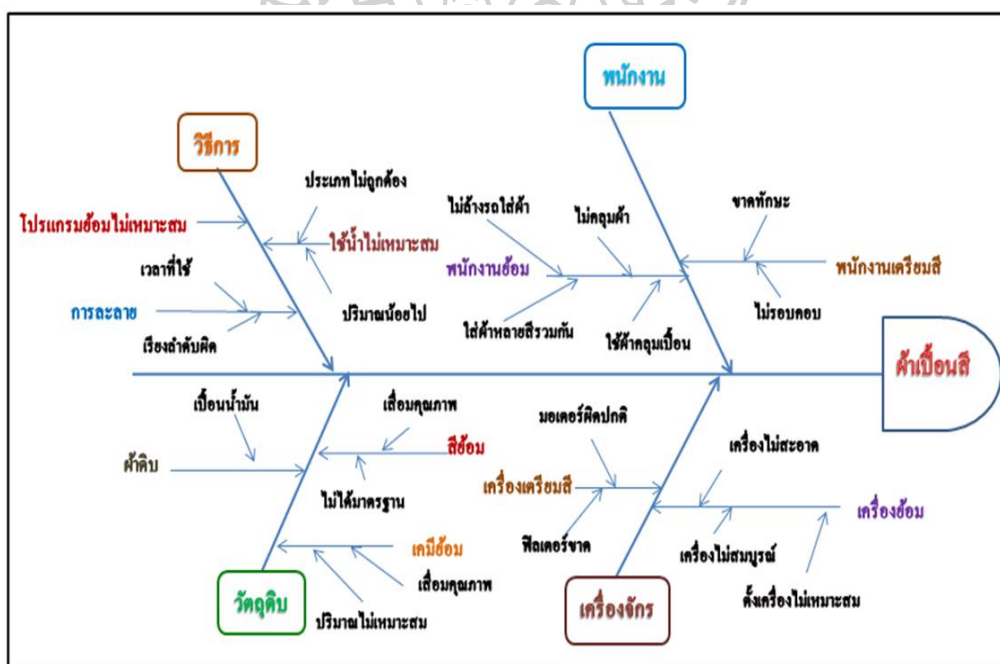 พนักงาน
วิธีการ
ประเภทไม่ถูกต้อง
ไม่ล้างรถใส่ผ้า
ไม่คลุมผ้า
ขาดทักษะ
โปรแกรมย้อมไม่เหมาะสม
ใช้น้ำไม่เหมาะสม
เวลาที่ใช้
พนักงานย้อม
พนักงานเตรียมสี
การละลาย
ปริมาณน้อยไป
ไม่รอบคอบ
เรียงลำดับผิด
ใส่ผ้าหลายสีรวมกัน
ใช้ผ้าคลุมเปื้อน
ผ้าเปื้อนสี
เปื้อนน้ำมัน
เสื่อมคุณภาพ
มอเตอร์ผิดปกติ
เครื่องไม่สะอาด
ผ้าดิบ
สีย้อม
เครื่องเตรียมสี
ไม่ได้มาตรฐาน
เครื่องย้อม
ฟิลเตอร์ขาด
เครื่องไม่สมบูรณ์
เคมีย้อม
เสื่อมคุณภาพ
ตั้งเครื่องไม่เหมาะสม
วัตถุดิบ
ปริมาณไม่เหมาะสม
เครื่องจักร